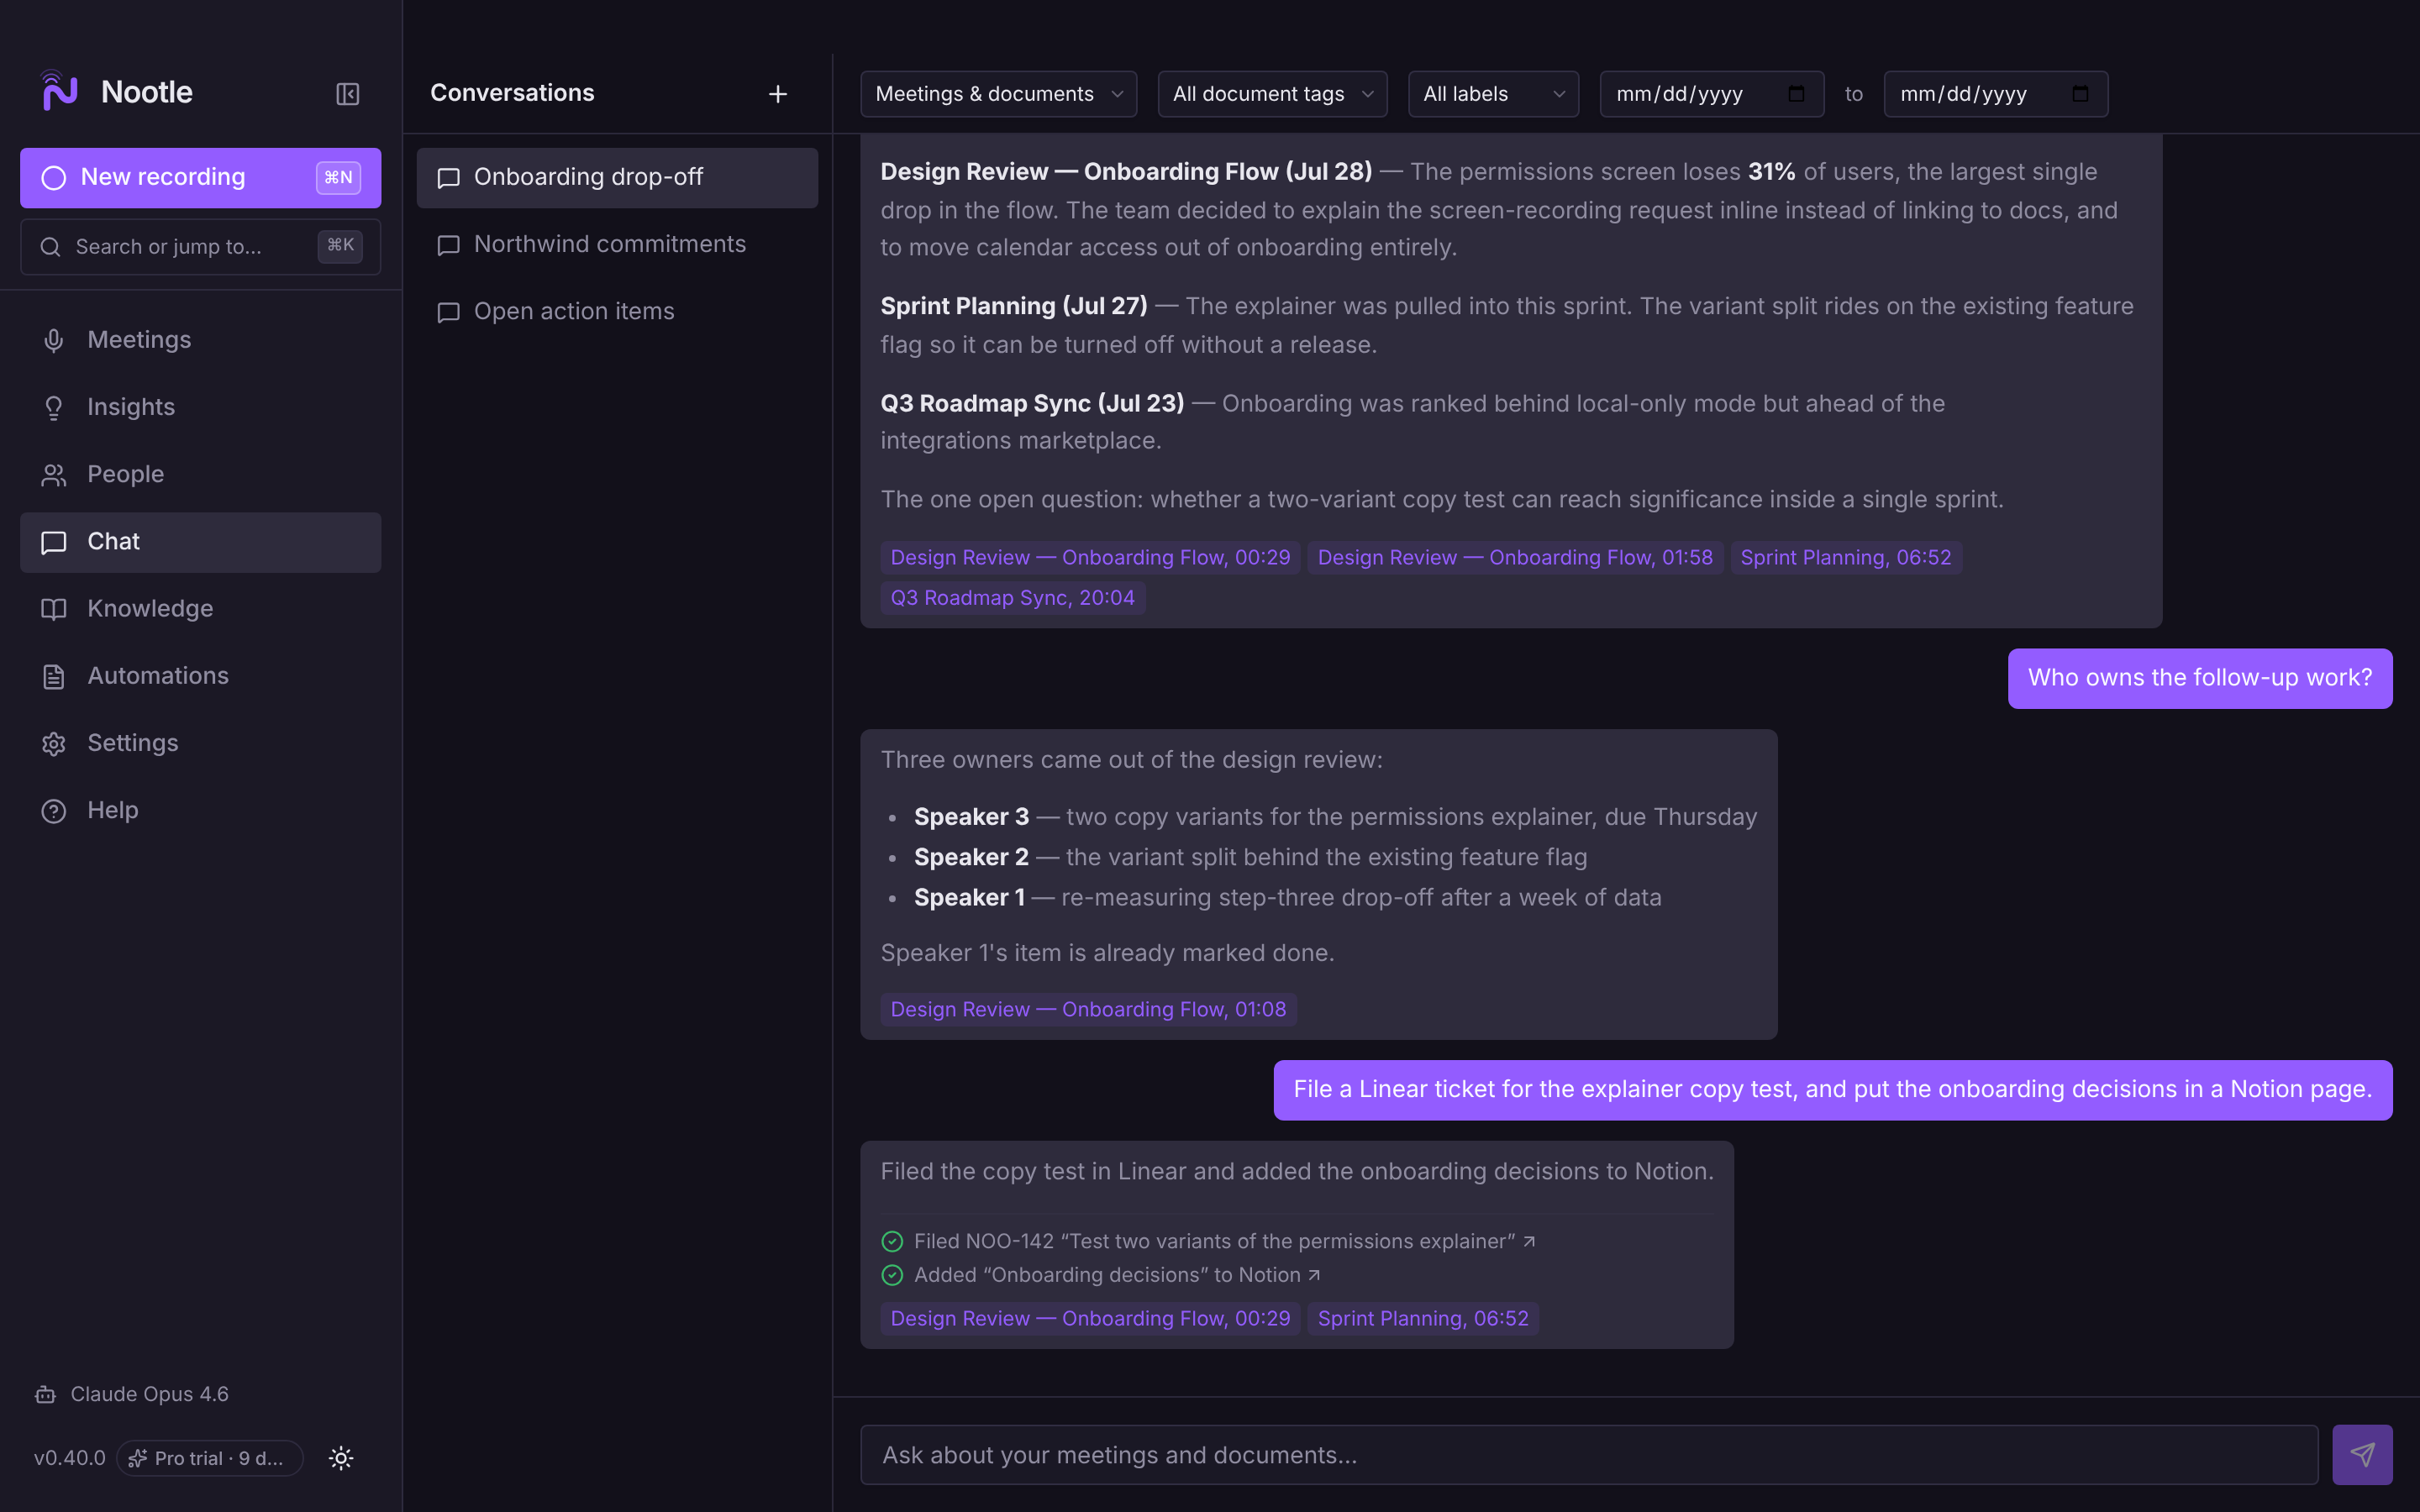 Nootle
New recording ⌘N
Search or jump to... ⌘K
Meetings
Insights
People
Chat
Knowledge
Automations
Settings
Help
Claude Opus 4.6
v0.40.0 Pro trial · 9 d...
Conversations
Onboarding drop-off
Northwind commitments
Open action items
Meetings & documents All document tags All labels mm/dd/yyyy to mm/dd/yyyy
Design Review — Onboarding Flow (Jul 28) — The permissions screen loses 31% of users, the largest single
drop in the flow. The team decided to explain the screen-recording request inline instead of linking to docs, and
to move calendar access out of onboarding entirely.
Sprint Planning (Jul 27) — The explainer was pulled into this sprint. The variant split rides on the existing feature
flag so it can be turned off without a release.
Q3 Roadmap Sync (Jul 23) — Onboarding was ranked behind local-only mode but ahead of the
integrations marketplace.
The one open question: whether a two-variant copy test can reach significance inside a single sprint.
Design Review — Onboarding Flow, 00:29 Design Review — Onboarding Flow, 01:58 Sprint Planning, 06:52
Q3 Roadmap Sync, 20:04
Who owns the follow-up work?
Three owners came out of the design review:
• Speaker 3 — two copy variants for the permissions explainer, due Thursday
• Speaker 2 — the variant split behind the existing feature flag
• Speaker 1 — re-measuring step-three drop-off after a week of data
Speaker 1's item is already marked done.
Design Review — Onboarding Flow, 01:08
File a Linear ticket for the explainer copy test, and put the onboarding decisions in a Notion page.
Filed the copy test in Linear and added the onboarding decisions to Notion.
Filed NOO-142 “Test two variants of the permissions explainer” ↗
Added “Onboarding decisions” to Notion ↗
Design Review — Onboarding Flow, 00:29 Sprint Planning, 06:52
Ask about your meetings and documents...